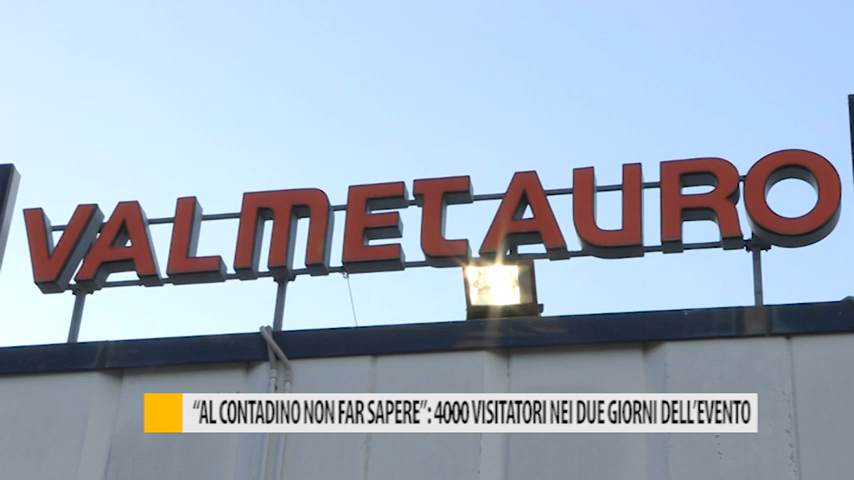 VALMETAURO
“AL CONTADINO NON FAR SAPERE”: 4000 VISITATORI NEI DUE GIORNI DELL’EVENTO